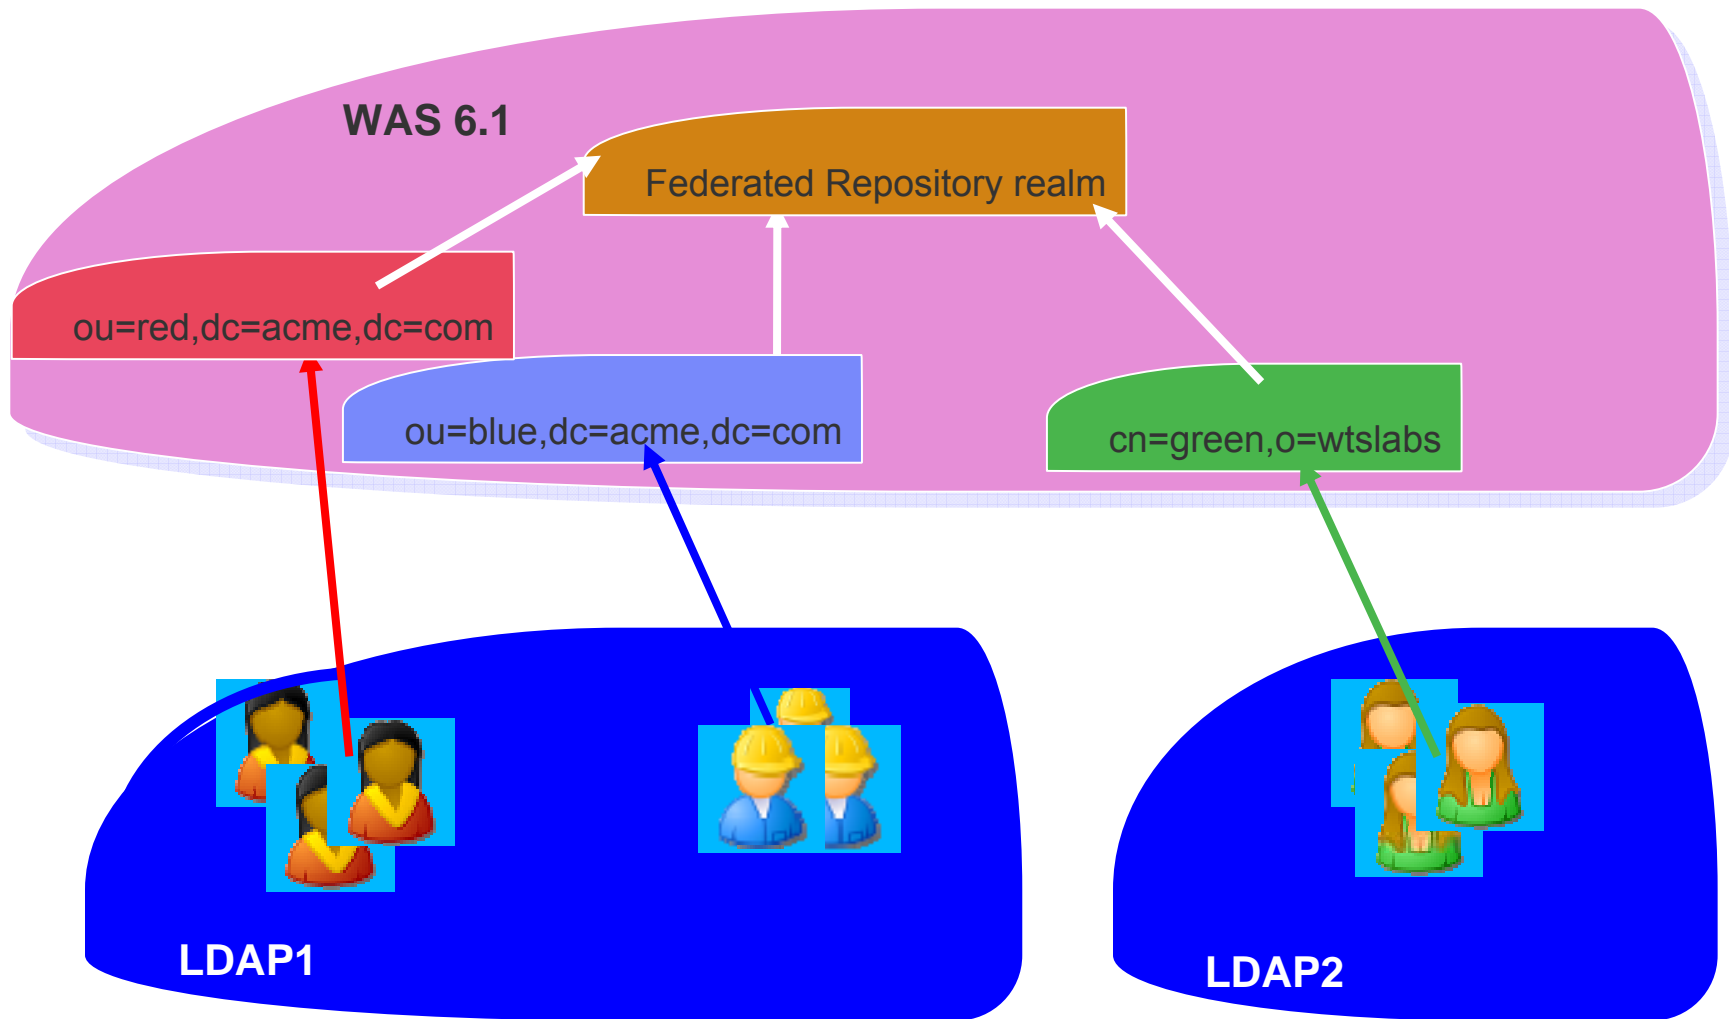 WAS 6.1
Federated Repository realm
ou=red,dc=acme,dc=com
ou=blue,dc=acme,dc=com
cn=green,o=wtslabs
LDAP1
LDAP2